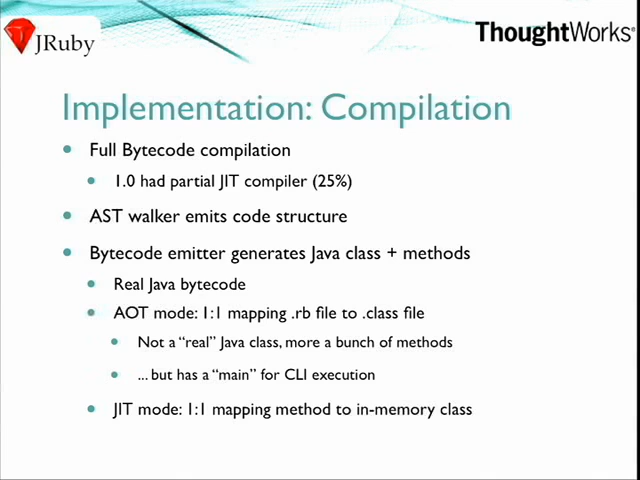 JRuby
ThoughtWorks®
Implementation: Compilation
• Full Bytecode compilation
• 1.0 had partial JIT compiler (25%)
• AST walker emits code structure
• Bytecode emitter generates Java class + methods
• Real Java bytecode
• AOT mode: 1:1 mapping .rb file to .class file
• Not a “real” Java class, more a bunch of methods
• ... but has a “main” for CLI execution
• JIT mode: 1:1 mapping method to in-memory class